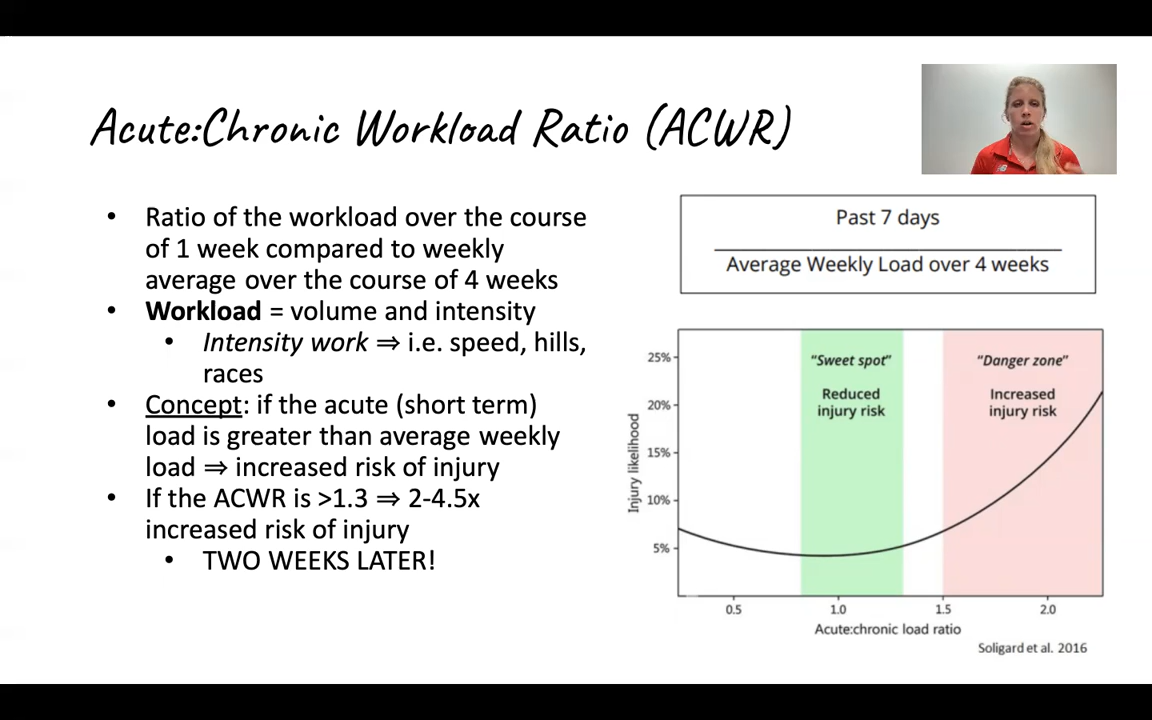 Acute:Chronic Workload Ratio (ACWR)
• Ratio of the workload over the course
of 1 week compared to weekly
average over the course of 4 weeks
• Workload = volume and intensity
• Intensity work ⇒ i.e. speed, hills,
races
• Concept: if the acute (short term)
load is greater than average weekly
load ⇒ increased risk of injury
• If the ACWR is >1.3 ⇒ 2-4.5x
increased risk of injury
• TWO WEEKS LATER!
Past 7 days
Average Weekly Load over 4 weeks
"Sweet spot"
Reduced
injury risk
"Danger zone"
Increased
injury risk
Injury likelihood
25%
20%
15%
10%
5%
0.5 1.0 1.5 2.0
Acute:chronic load ratio
Soligard et al. 2016